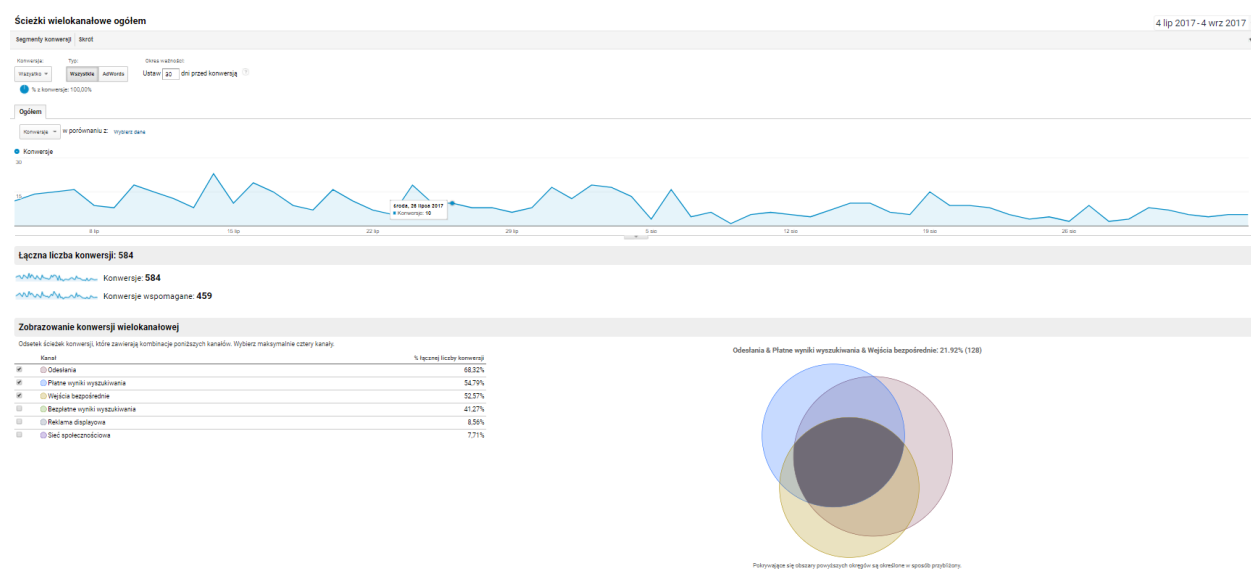 Ścieżki wielokanałowe ogółem
4 lip 2017 - 4 wrz 2017
Segmenty konwersji Skrót
Konwersja: Typ: Okres ważności:
Wszystko Wszystkie AdWords Ustaw 30 dni przed konwersją ?
% z konwersje: 100,00%
Ogółem
Konwersje w porównaniu z: Wybierz dane
Konwersje
30
15
środa, 26 lipca 2017
Konwersje: 10
8 lip 15 lip 22 lip 29 lip 5 sie 12 sie 19 sie 26 sie
Łączna liczba konwersji: 584
Konwersje: 584
Konwersje wspomagane: 459
Zobrazowanie konwersji wielokanałowej
Odsetek ścieżek konwersji, które zawierają kombinacje poniższych kanałów. Wybierz maksymalnie cztery kanały.
Kanał % łącznej liczby konwersji
Odesłania 68,32%
Płatne wyniki wyszukiwania 54,79%
Wejścia bezpośrednie 52,57%
Bezpłatne wyniki wyszukiwania 41,27%
Reklama displayowa 8,56%
Sieć społecznościowa 7,71%
Odesłania & Płatne wyniki wyszukiwania & Wejścia bezpośrednie: 21.92% (128)
Pokrywające się obszary powyższych okręgów są określone w sposób przybliżony.